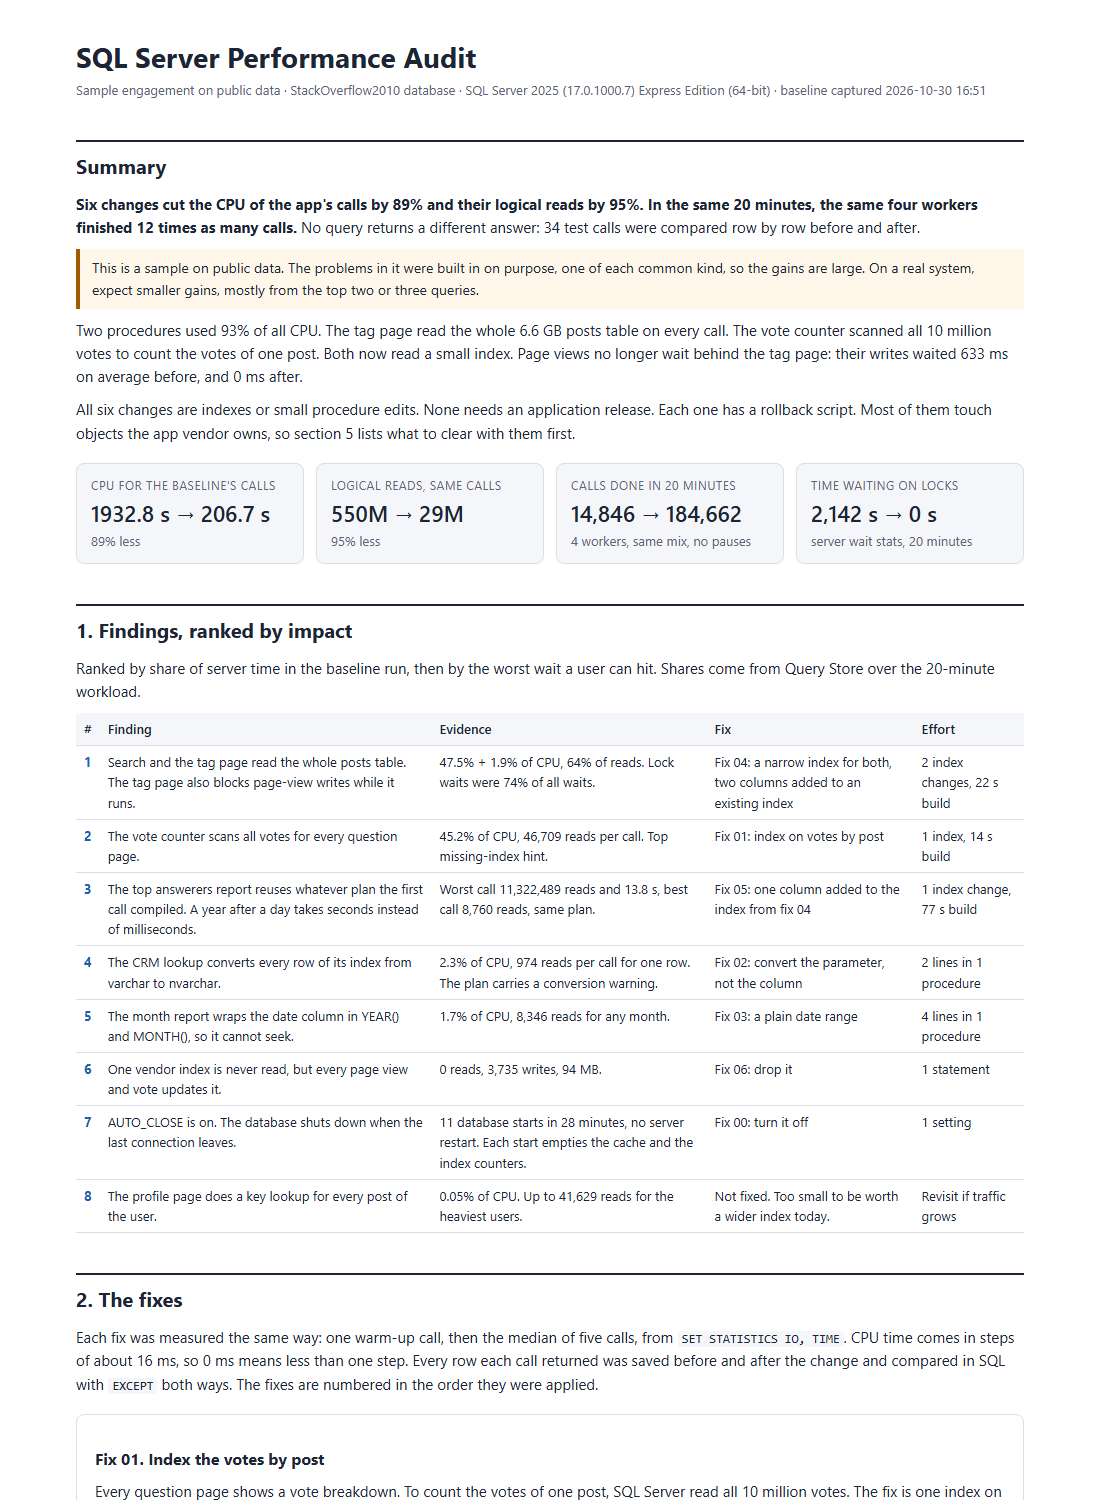 SQL Server Performance Audit
Sample engagement on public data · StackOverflow2010 database · SQL Server 2025 (17.0.1000.7) Express Edition (64-bit) · baseline captured 2026-10-30 16:51
Summary
Six changes cut the CPU of the app's calls by 89% and their logical reads by 95%. In the same 20 minutes, the same four workers
finished 12 times as many calls. No query returns a different answer: 34 test calls were compared row by row before and after.
This is a sample on public data. The problems in it were built in on purpose, one of each common kind, so the gains are large. On a real system,
expect smaller gains, mostly from the top two or three queries.
Two procedures used 93% of all CPU. The tag page read the whole 6.6 GB posts table on every call. The vote counter scanned all 10 million
votes to count the votes of one post. Both now read a small index. Page views no longer wait behind the tag page: their writes waited 633 ms
on average before, and 0 ms after.
All six changes are indexes or small procedure edits. None needs an application release. Each one has a rollback script. Most of them touch
objects the app vendor owns, so section 5 lists what to clear with them first.
CPU FOR THE BASELINE'S CALLS
1932.8 s → 206.7 s
89% less
LOGICAL READS, SAME CALLS
550M → 29M
95% less
CALLS DONE IN 20 MINUTES
14,846 → 184,662
4 workers, same mix, no pauses
TIME WAITING ON LOCKS
2,142 s → 0 s
server wait stats, 20 minutes
1. Findings, ranked by impact
Ranked by share of server time in the baseline run, then by the worst wait a user can hit. Shares come from Query Store over the 20-minute
workload.
# Finding Evidence Fix Effort
1 Search and the tag page read the whole posts table. 47.5% + 1.9% of CPU, 64% of reads. Lock Fix 04: a narrow index for both, 2 index
The tag page also blocks page-view writes while it waits were 74% of all waits. two columns added to an changes, 22 s
runs. existing index build
2 The vote counter scans all votes for every question 45.2% of CPU, 46,709 reads per call. Top Fix 01: index on votes by post 1 index, 14 s
page. missing-index hint. build
3 The top answerers report reuses whatever plan the first Worst call 11,322,489 reads and 13.8 s, best Fix 05: one column added to the 1 index change,
call compiled. A year after a day takes seconds instead call 8,760 reads, same plan. index from fix 04 77 s build
of milliseconds.
4 The CRM lookup converts every row of its index from 2.3% of CPU, 974 reads per call for one row. Fix 02: convert the parameter, 2 lines in 1
varchar to nvarchar. The plan carries a conversion warning. not the column procedure
5 The month report wraps the date column in YEAR() 1.7% of CPU, 8,346 reads for any month. Fix 03: a plain date range 4 lines in 1
and MONTH(), so it cannot seek. procedure
6 One vendor index is never read, but every page view 0 reads, 3,735 writes, 94 MB. Fix 06: drop it 1 statement
and vote updates it.
7 AUTO_CLOSE is on. The database shuts down when the 11 database starts in 28 minutes, no server Fix 00: turn it off 1 setting
last connection leaves. restart. Each start empties the cache and the
index counters.
8 The profile page does a key lookup for every post of 0.05% of CPU. Up to 41,629 reads for the Not fixed. Too small to be worth Revisit if traffic
the user. heaviest users. a wider index today. grows
2. The fixes
Each fix was measured the same way: one warm-up call, then the median of five calls, from SET STATISTICS IO, TIME. CPU time comes in steps
of about 16 ms, so 0 ms means less than one step. Every row each call returned was saved before and after the change and compared in SQL
with EXCEPT both ways. The fixes are numbered in the order they were applied.
Fix 01. Index the votes by post
Every question page shows a vote breakdown. To count the votes of one post, SQL Server read all 10 million votes. The fix is one index on